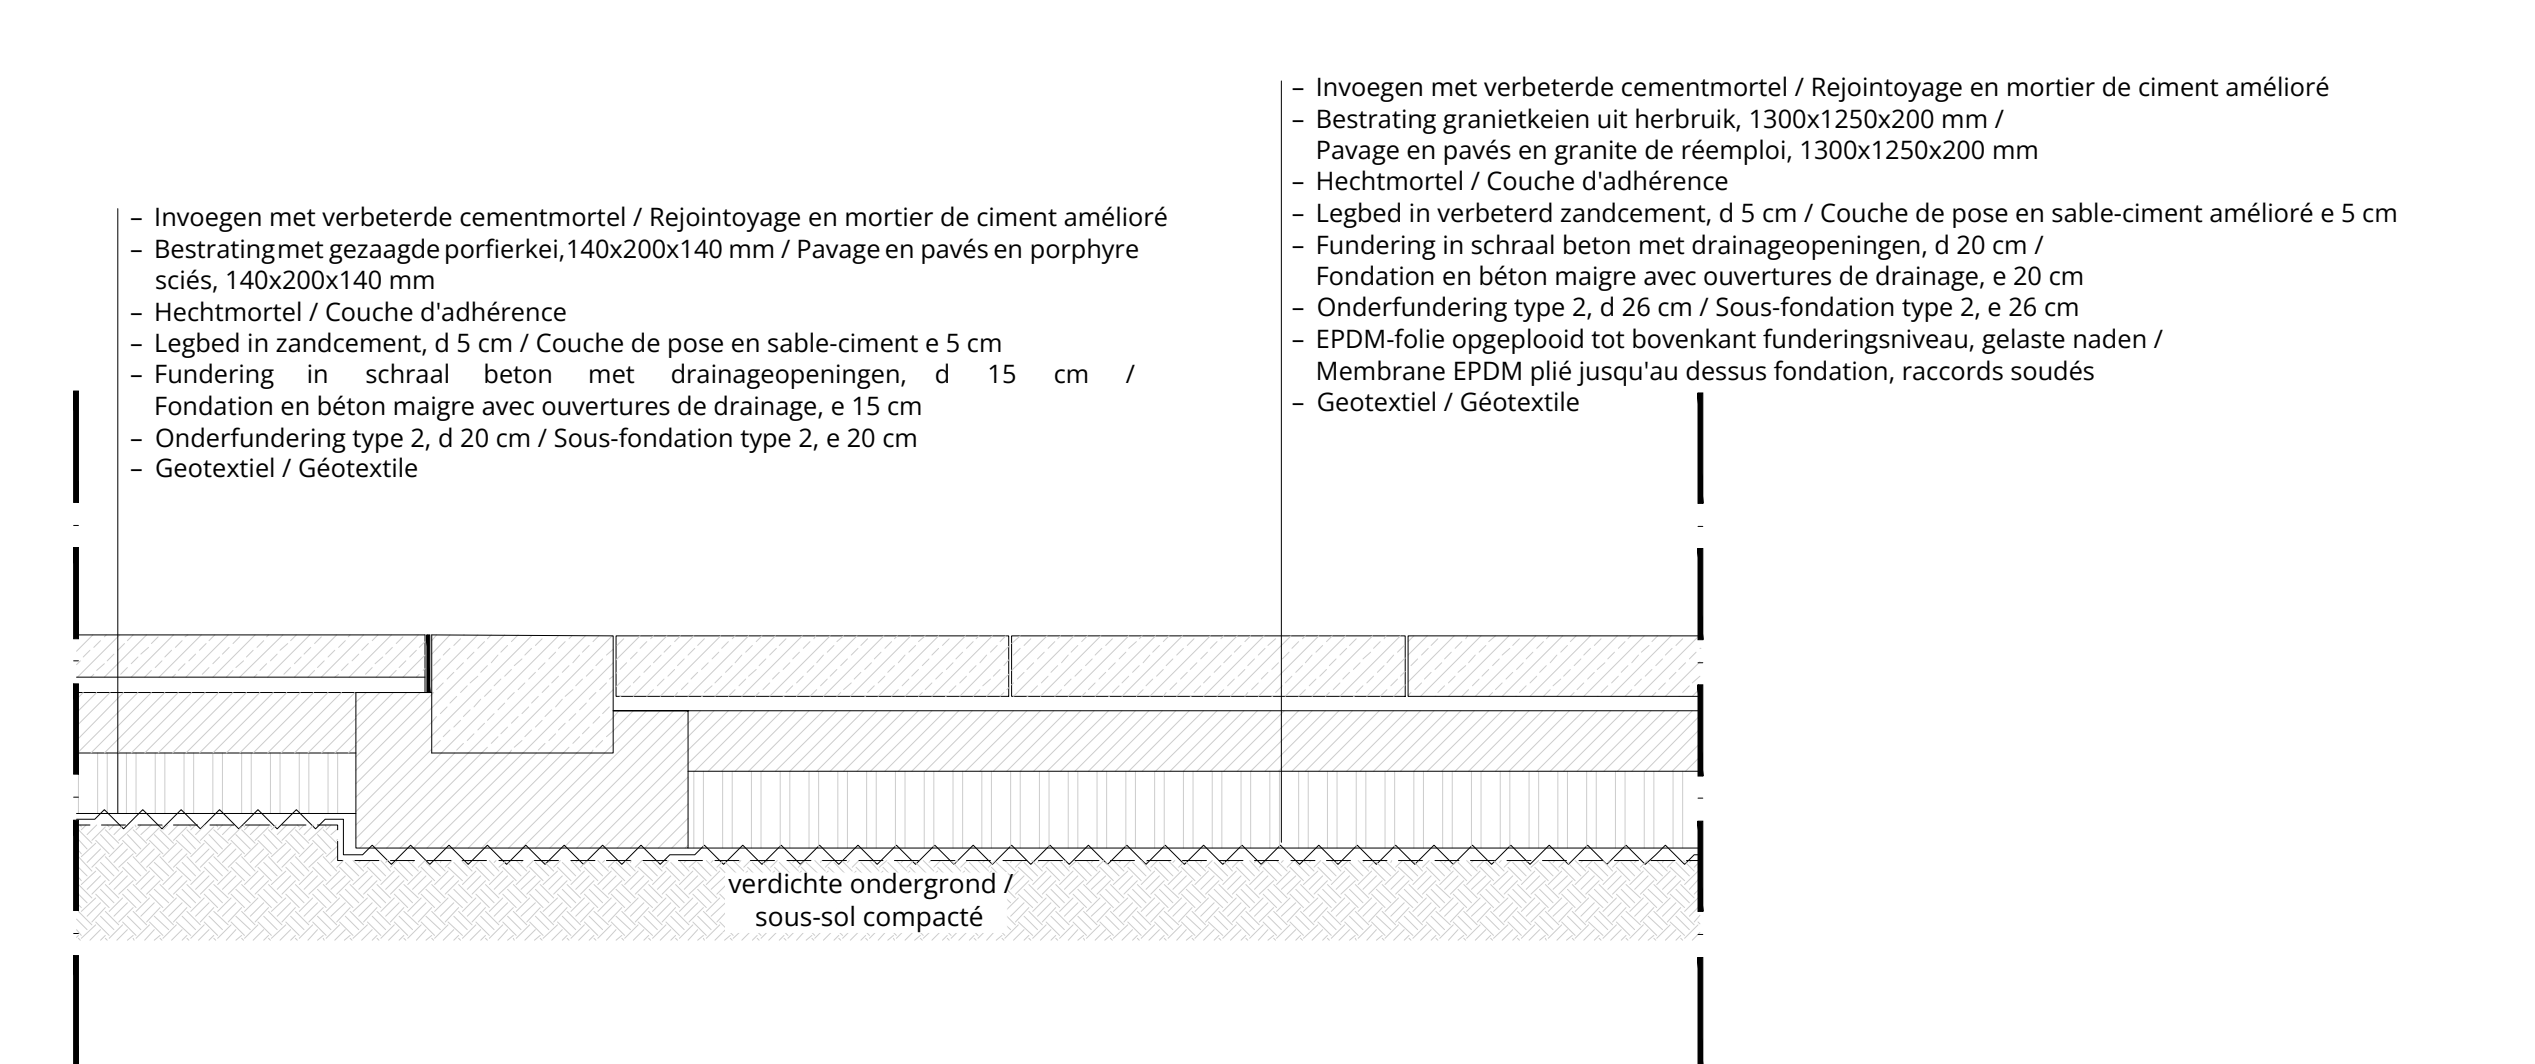 – Invoegen met verbeterde cementmortel / Rejointoyage en mortier de ciment amélioré
– Bestrating met gezaagde porfierkei, 140x200x140 mm / Pavage en pavés en porphyre
sciés, 140x200x140 mm
– Hechtmortel / Couche d'adhérence
– Legbed in zandcement, d 5 cm / Couche de pose en sable-ciment e 5 cm
– Fundering in schraal beton met drainageopeningen, d 15 cm /
Fondation en béton maigre avec ouvertures de drainage, e 15 cm
– Onderfundering type 2, d 20 cm / Sous-fondation type 2, e 20 cm
– Geotextiel / Géotextile
– Invoegen met verbeterde cementmortel / Rejointoyage en mortier de ciment amélioré
– Bestrating granietkeien uit herbruik, 1300x1250x200 mm /
Pavage en pavés en granite de réemploi, 1300x1250x200 mm
– Hechtmortel / Couche d'adhérence
– Legbed in verbeterd zandcement, d 5 cm / Couche de pose en sable-ciment amélioré e 5 cm
– Fundering in schraal beton met drainageopeningen, d 20 cm /
Fondation en béton maigre avec ouvertures de drainage, e 20 cm
– Onderfundering type 2, d 26 cm / Sous-fondation type 2, e 26 cm
– EPDM-folie opgeplooid tot bovenkant funderingsniveau, gelaste naden /
Membrane EPDM plié jusqu'au dessus fondation, raccords soudés
– Geotextiel / Géotextile
verdichte ondergrond /
sous-sol compacté